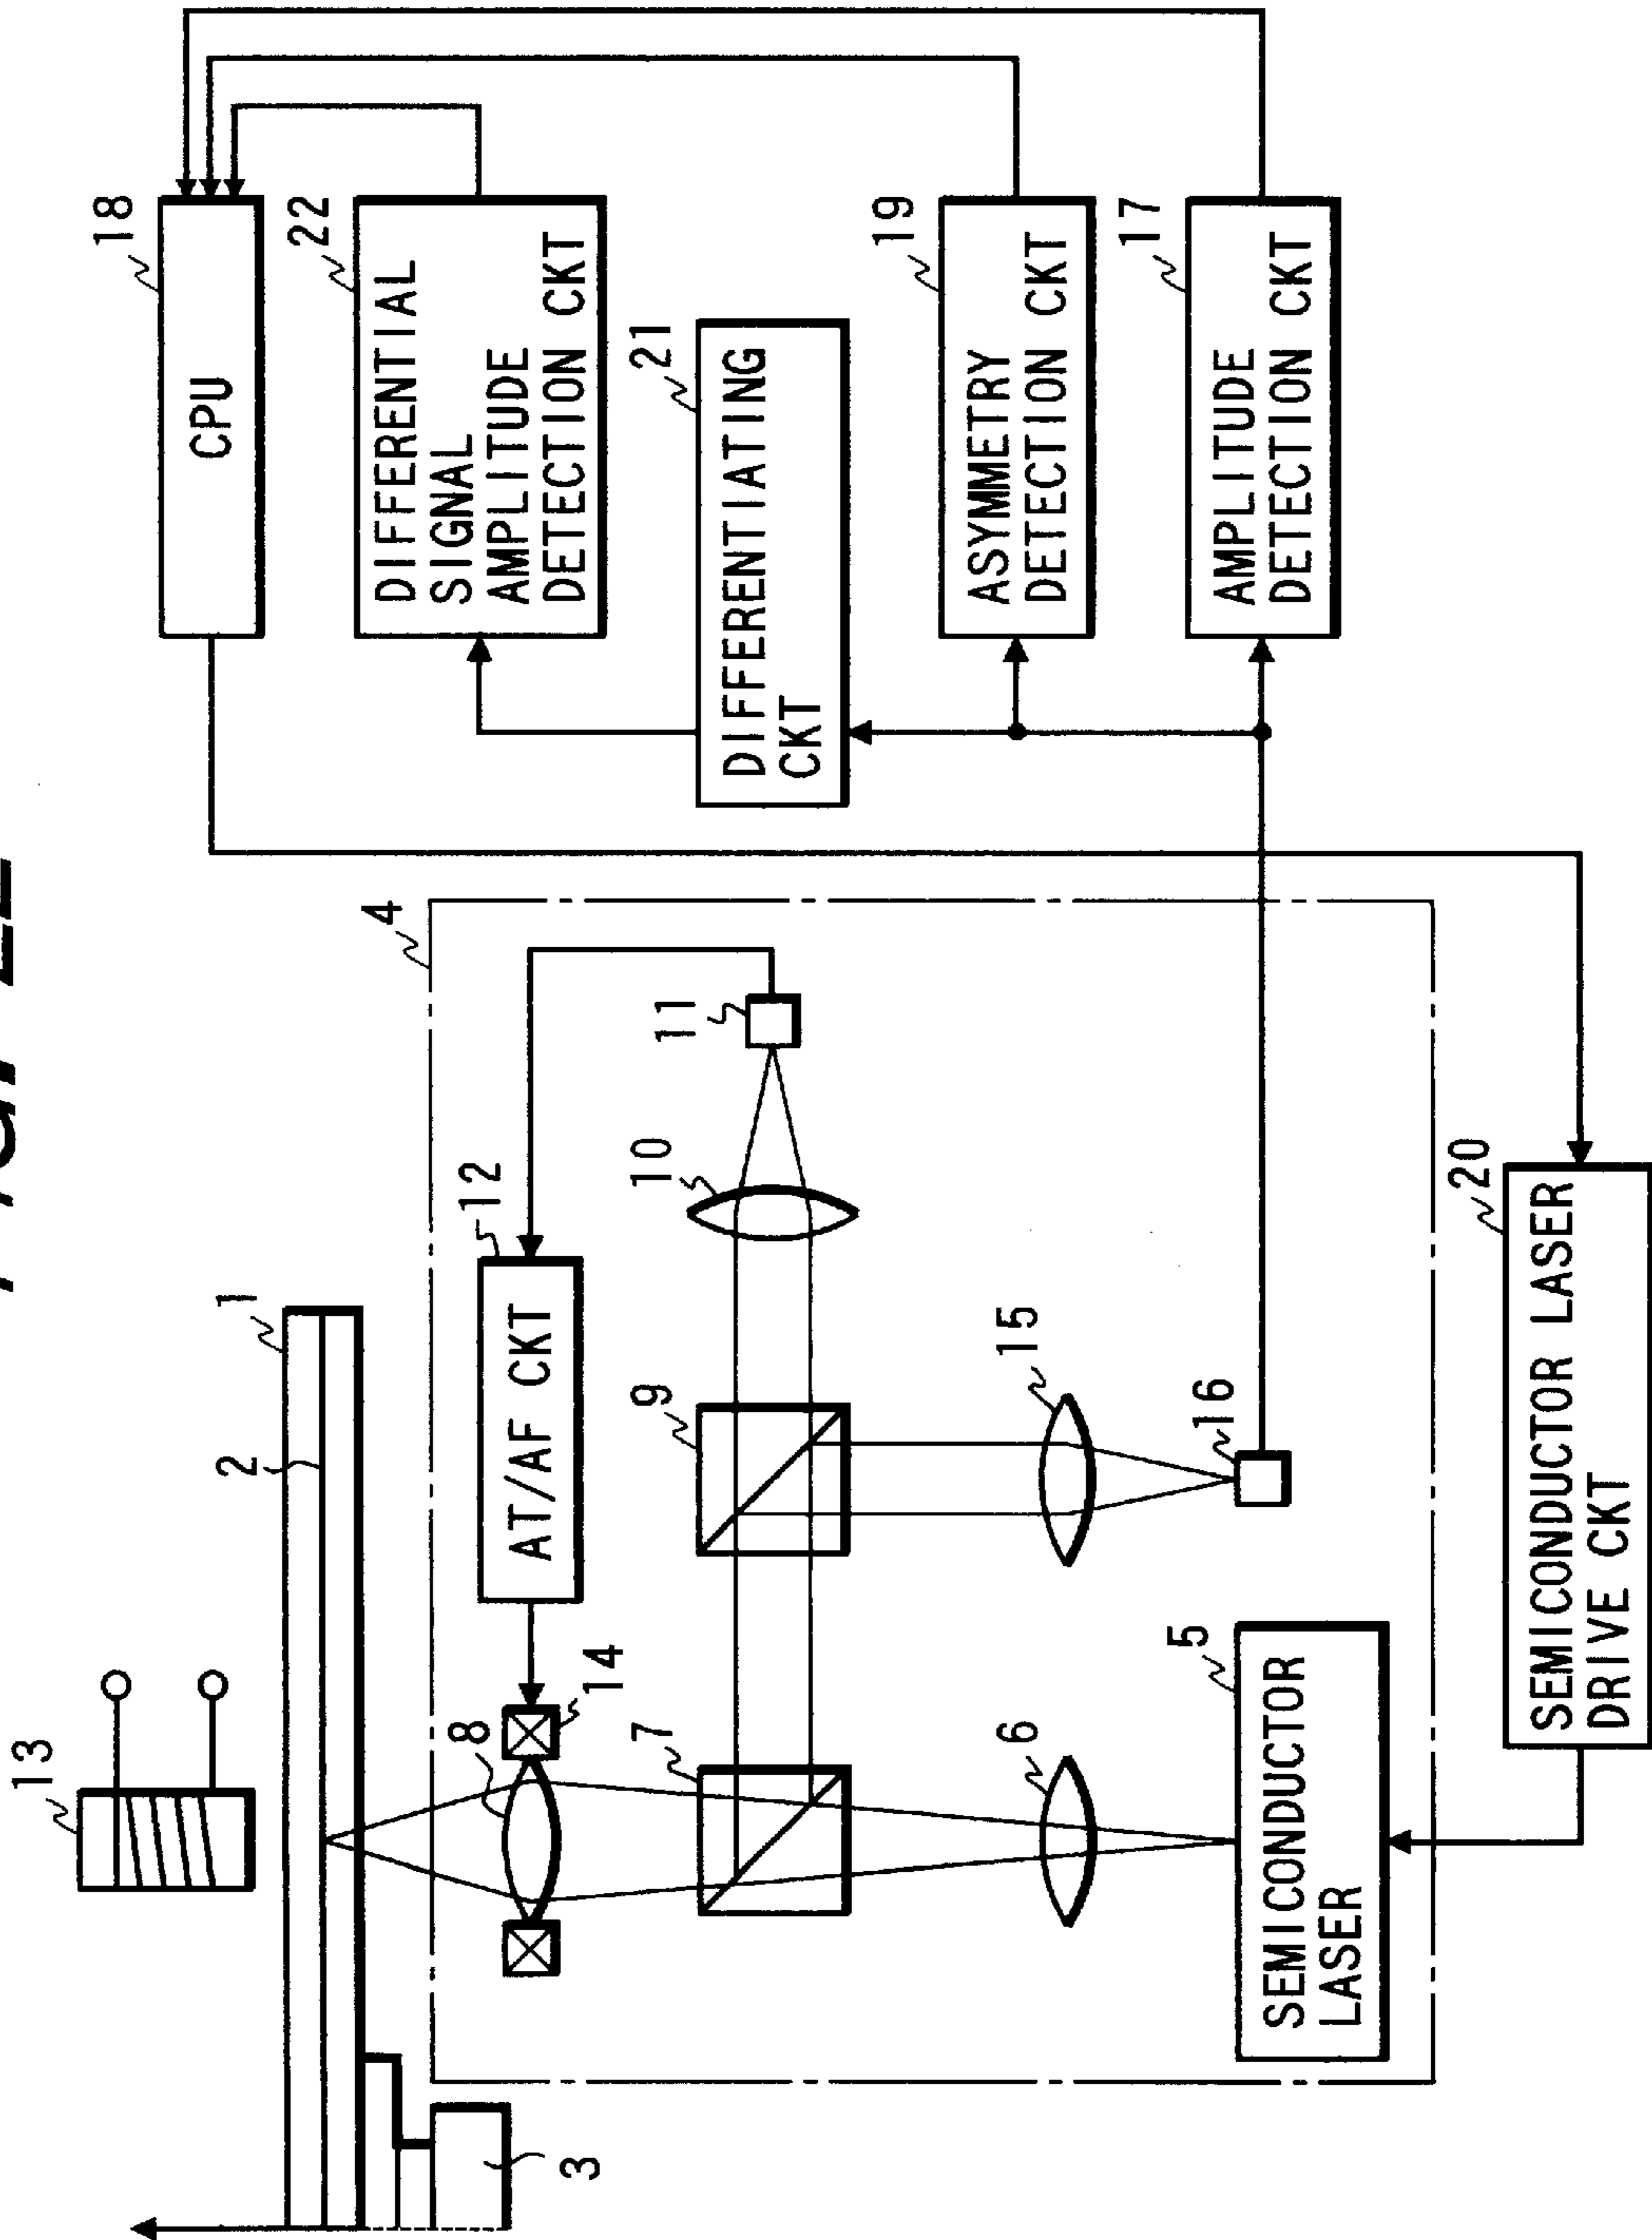 13
1
2
3
4
8
14
AT/AF CKT
12
7
9
10
11
6
15
16
5
SEMICONDUCTOR
LASER
20
SEMICONDUCTOR LASER
DRIVE CKT
18
CPU
22
DIFFERENTIAL
SIGNAL
AMPLITUDE
DETECTION CKT
21
DIFFERENTIATING
CKT
19
ASYMMETRY
DETECTION CKT
17
AMPLITUDE
DETECTION CKT